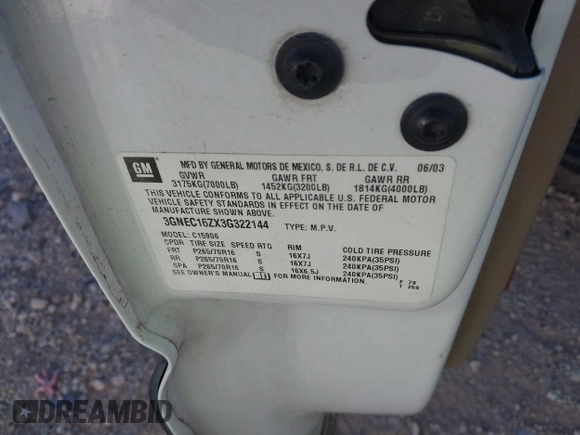 GM MFD BY GENERAL MOTORS DE MEXICO, S. DE R.L. DE C.V. 06/03
GVWR GAWR FRT GAWR RR
3175KG(7000LB) 1452KG(3200LB) 1814KG(4000LB)
THIS VEHICLE CONFORMS TO ALL APPLICABLE U.S. FEDERAL MOTOR
VEHICLE SAFETY STANDARDS IN EFFECT ON THE DATE OF
MANUFACTURE SHOWN ABOVE.
3GNEC16ZX3G322144 TYPE: M.P.V.
MODEL: C15906
CPDR TIRE SIZE SPEED RTG RIM COLD TIRE PRESSURE
FRT P265/70R16 S 16X7J 240KPA(35PSI)
RR P265/70R16 S 16X7J 240KPA(35PSI)
SPA P265/70R16 S 16X6.5J 240KPA(35PSI)
SEE OWNER'S MANUAL FOR MORE INFORMATION.
F 79
T 259
DREAMBID